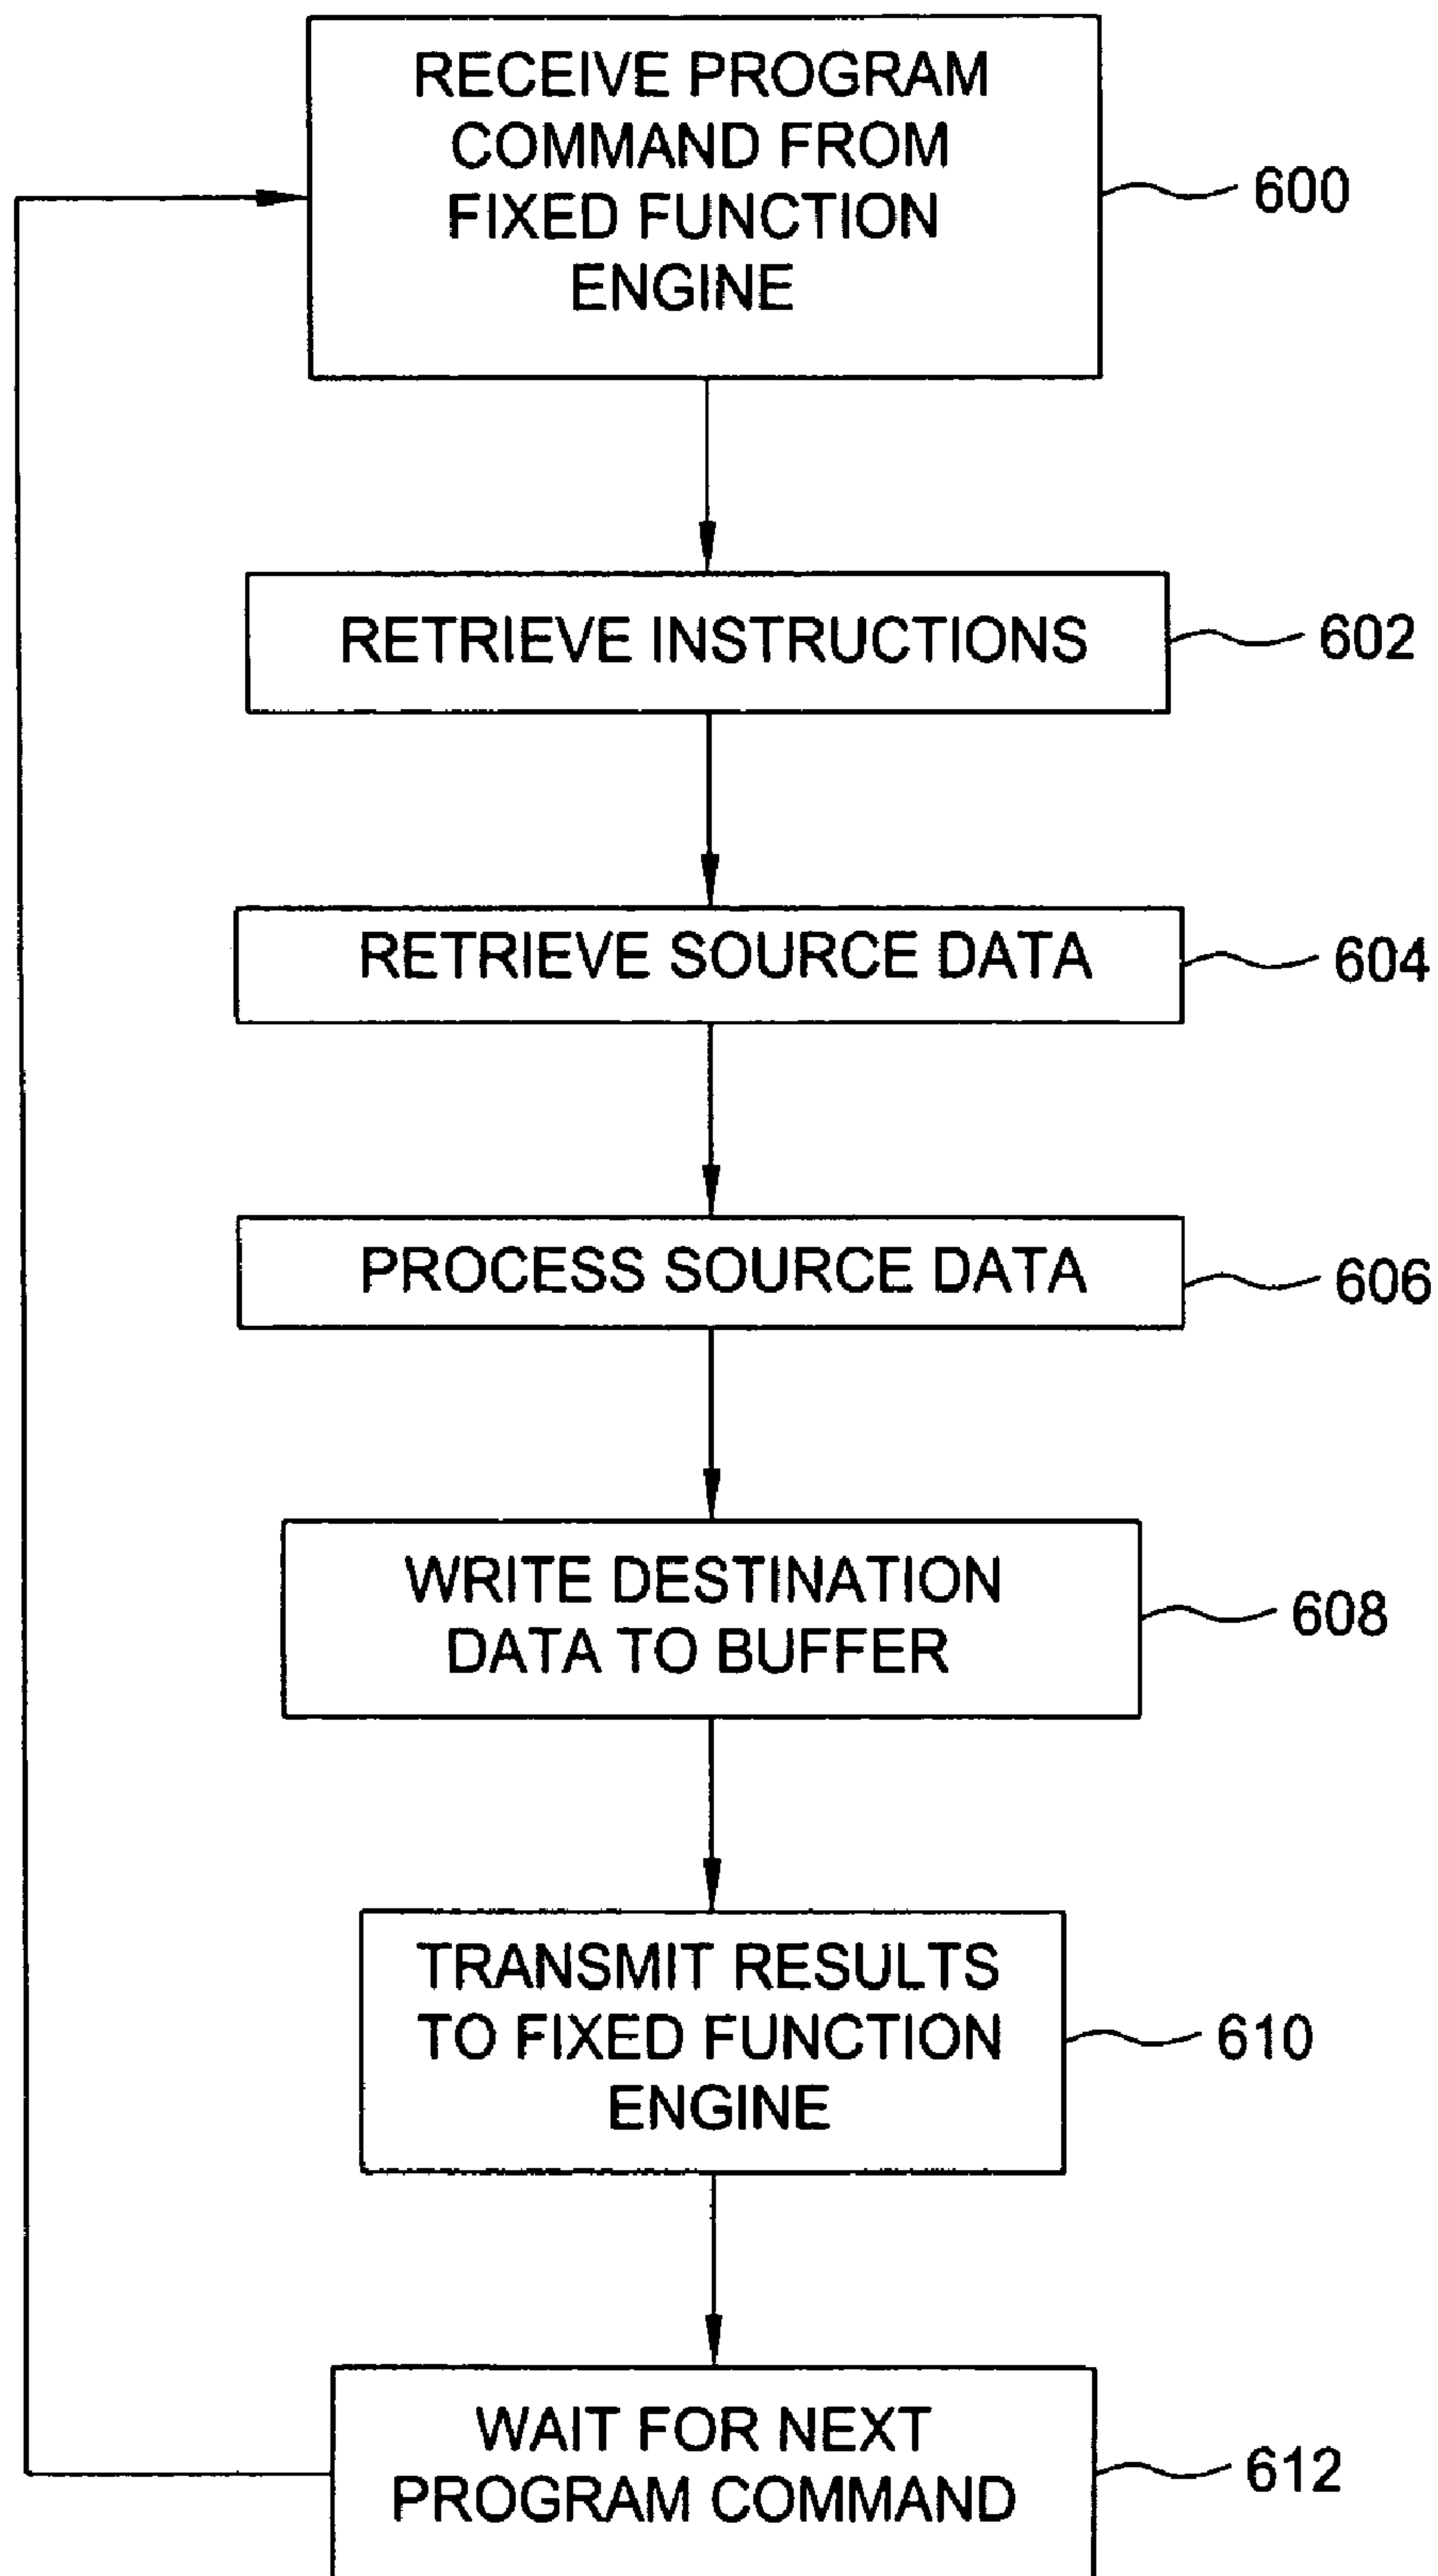 RECEIVE PROGRAM
COMMAND FROM
FIXED FUNCTION
ENGINE
600
RETRIEVE INSTRUCTIONS
602
RETRIEVE SOURCE DATA
604
PROCESS SOURCE DATA
606
WRITE DESTINATION
DATA TO BUFFER
608
TRANSMIT RESULTS
TO FIXED FUNCTION
ENGINE
610
WAIT FOR NEXT
PROGRAM COMMAND
612